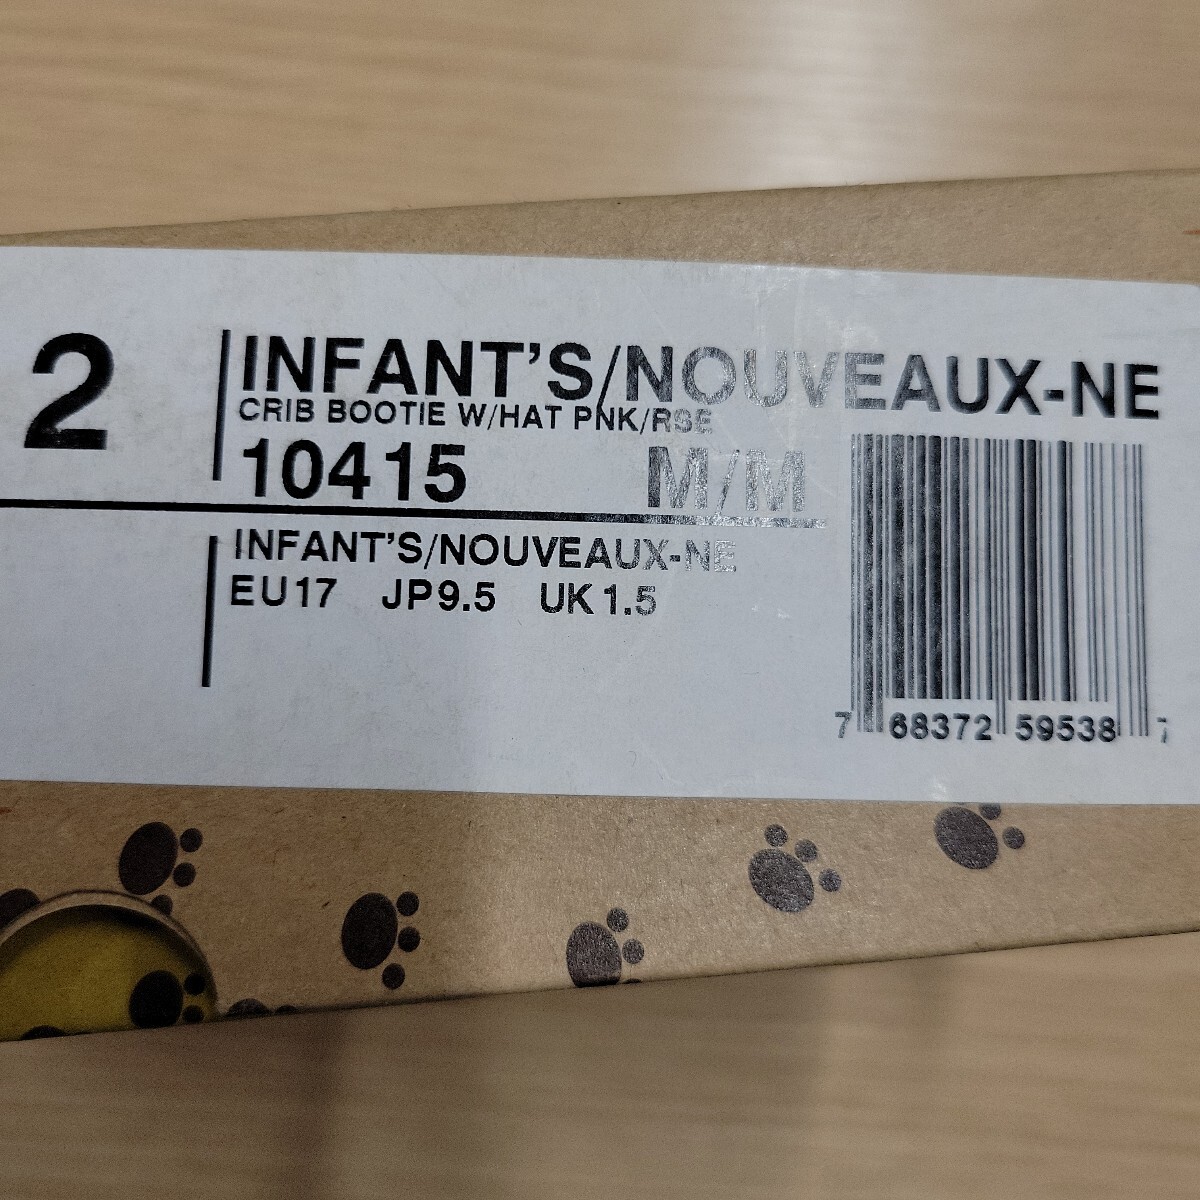 2
INFANT'S/NOUVEAUX-NE
CRIB BOOTIE W/HAT PNK/RSE
10415 M/M
INFANT'S/NOUVEAUX-NE
EU17 JP9.5 UK1.5
7 68372 59538 7